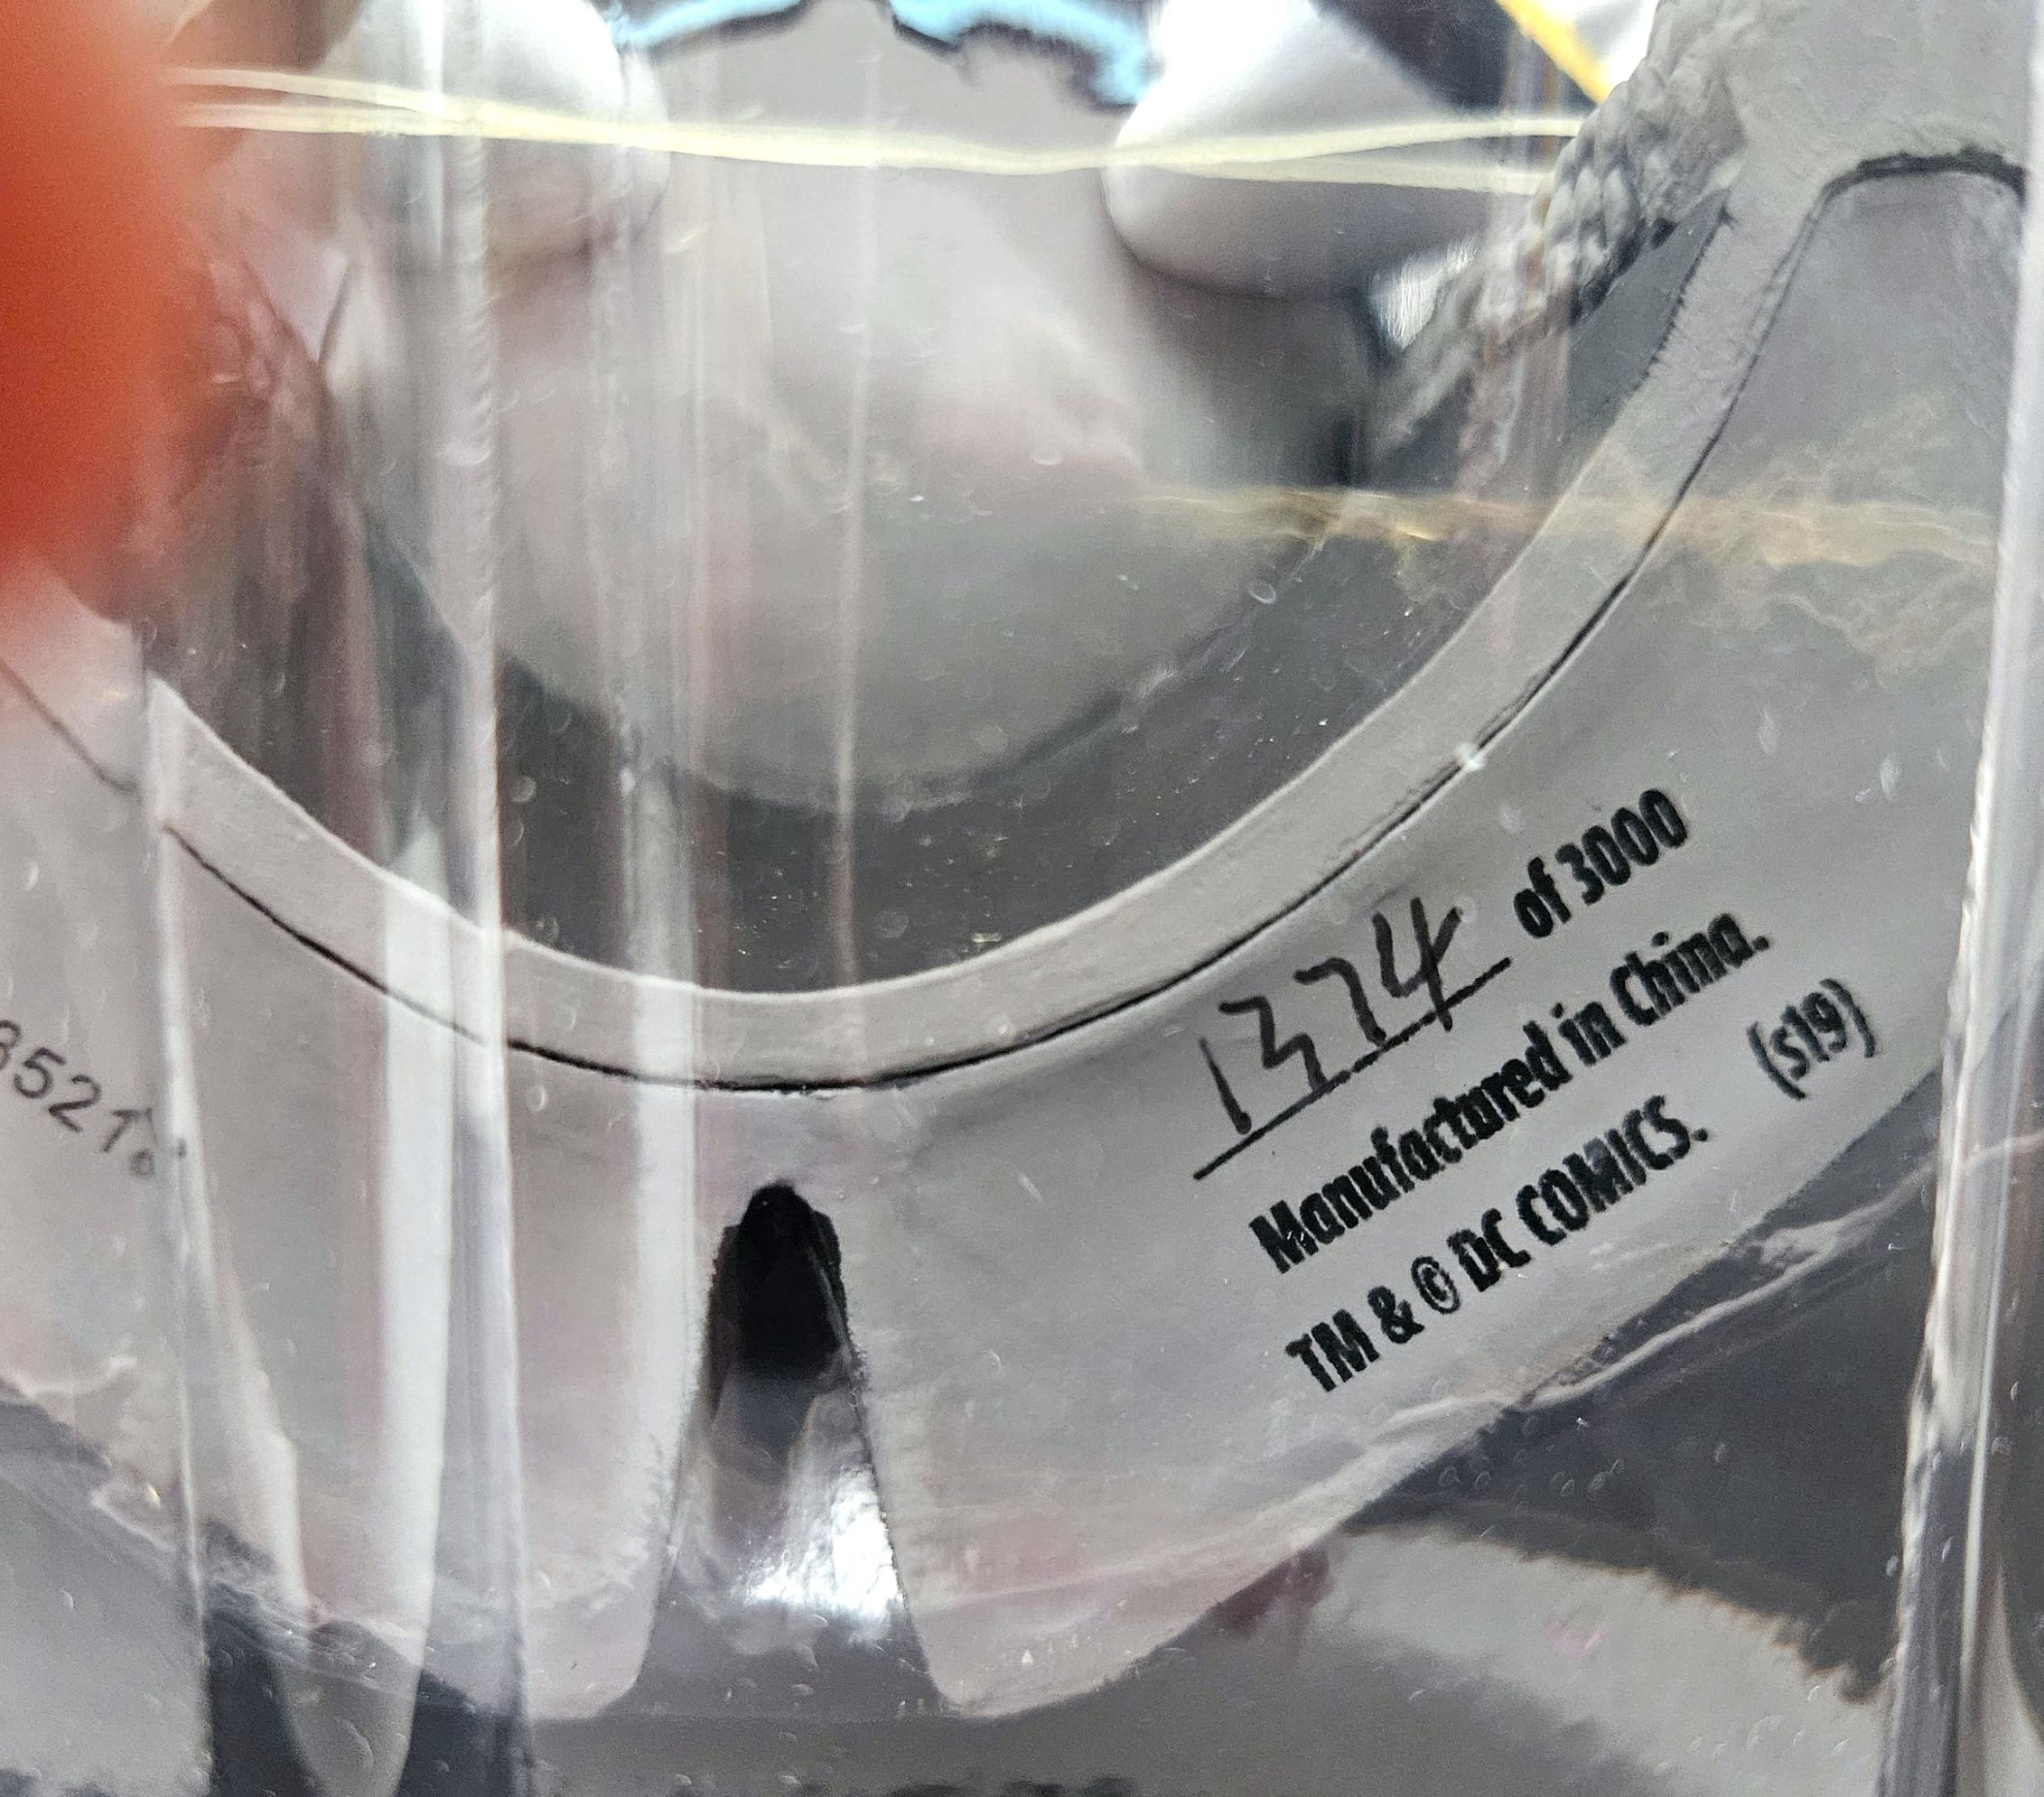 1374 of 3000
Manufactured in China.
TM & © DC COMICS. (s19)